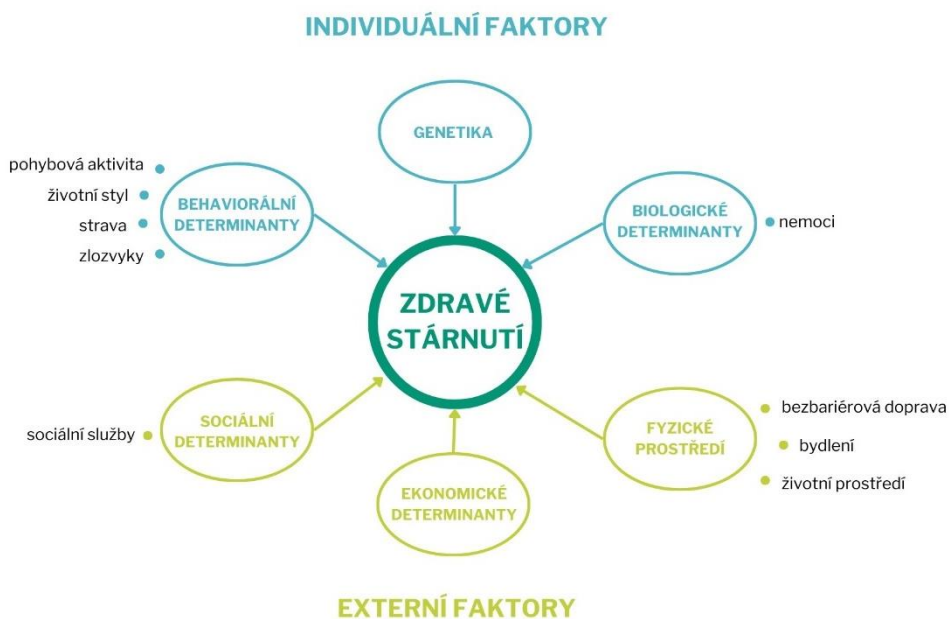 INDIVIDUÁLNÍ FAKTORY
GENETIKA
pohybová aktivita
životní styl
strava
zlozvyky
BEHAVIORÁLNÍ
DETERMINANTY
BIOLOGICKÉ
DETERMINANTY
nemoci
ZDRAVÉ
STÁRNUTÍ
sociální služby
SOCIÁLNÍ
DETERMINANTY
EKONOMICKÉ
DETERMINANTY
FYZICKÉ
PROSTŘEDÍ
bezbariérová doprava
bydlení
životní prostředí
EXTERNÍ FAKTORY